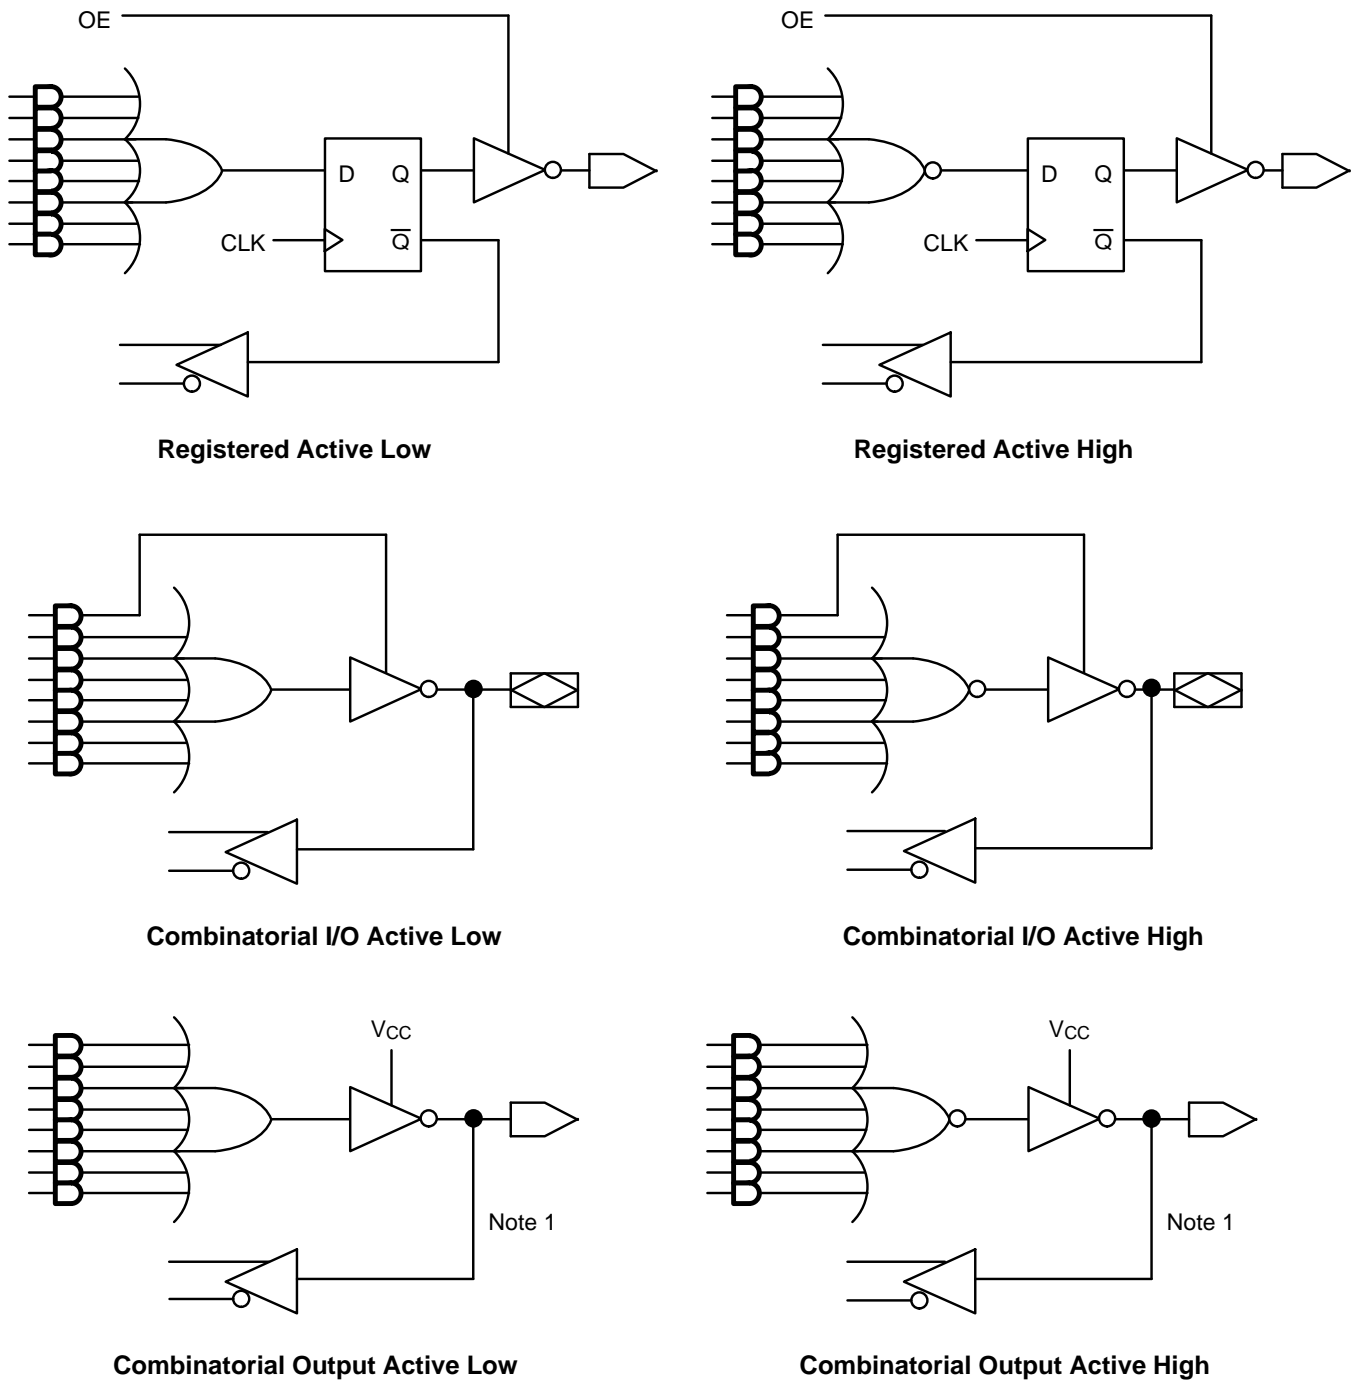 OE OE
D Q D Q
CLK Q̅ CLK Q̅
Registered Active Low Registered Active High
Combinatorial I/O Active Low Combinatorial I/O Active High
VCC VCC
Note 1 Note 1
Combinatorial Output Active Low Combinatorial Output Active High